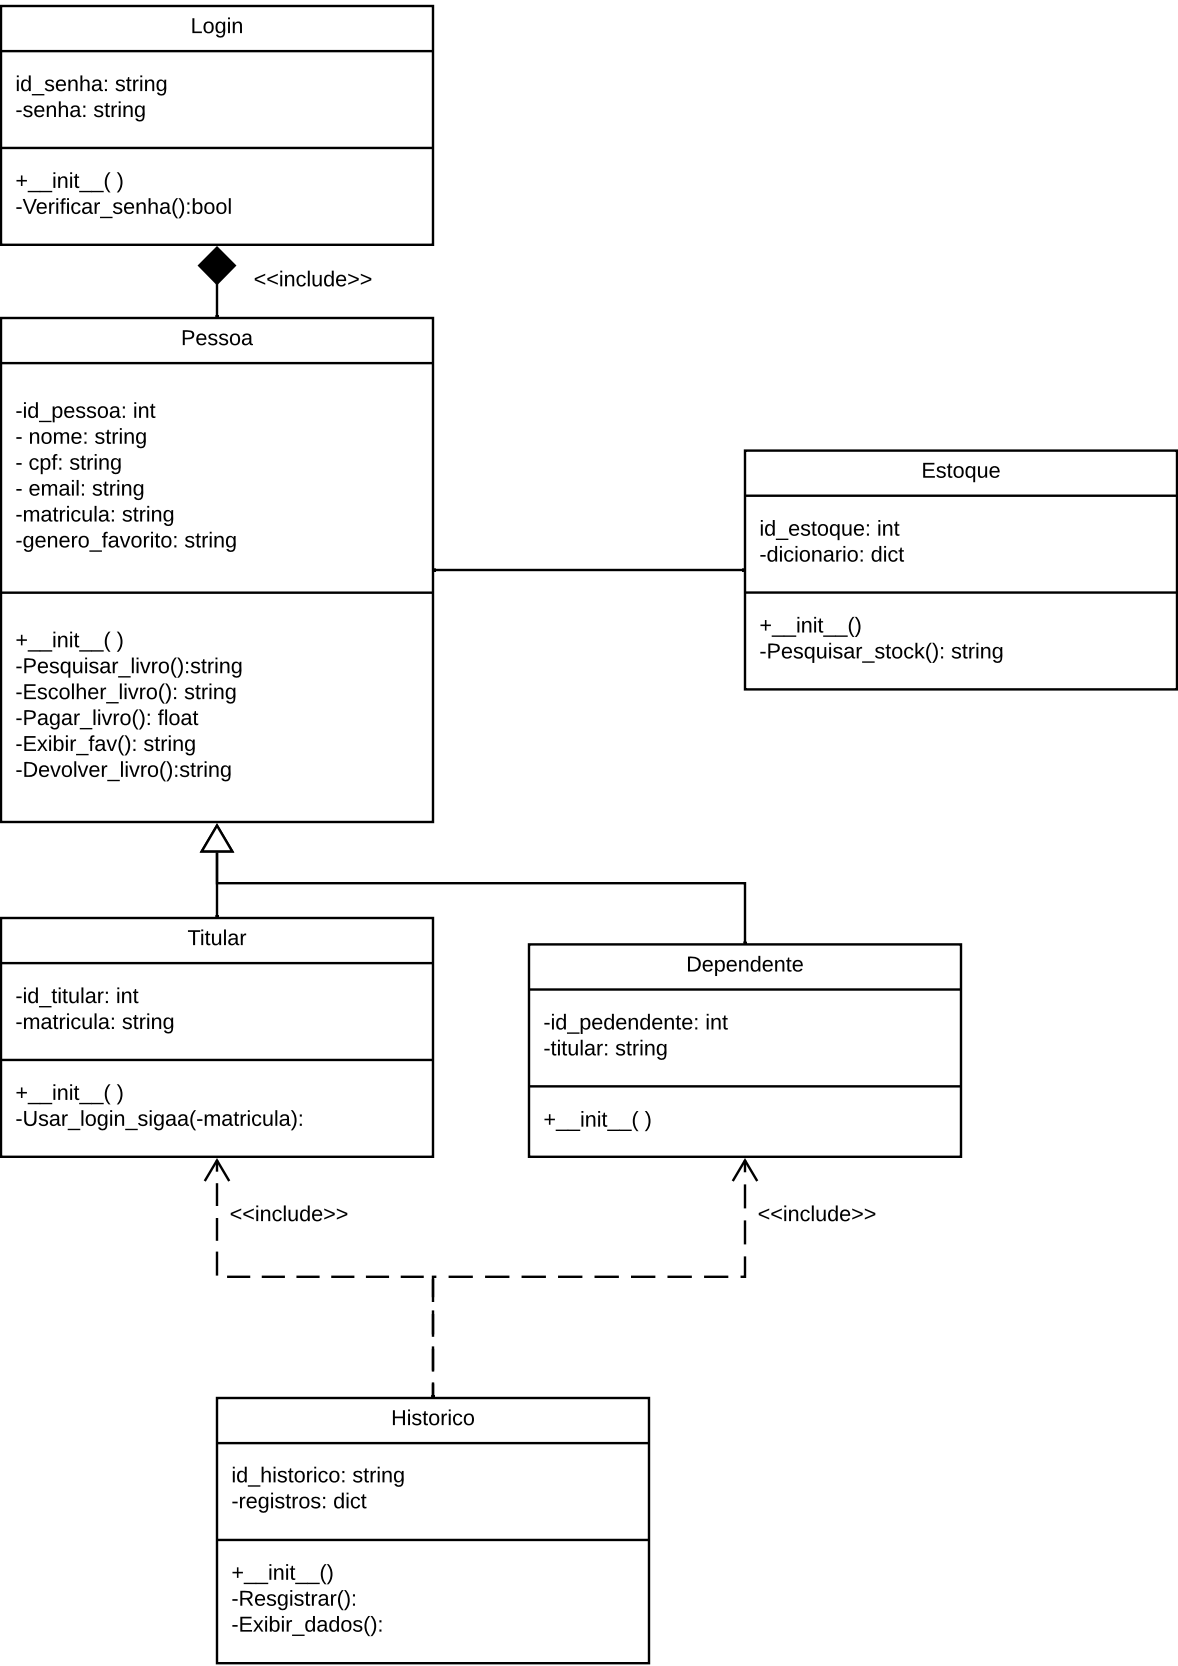 Login
id_senha: string
-senha: string
+__init__( )
-Verificar_senha():bool
<<include>>
Pessoa
-id_pessoa: int
- nome: string
- cpf: string
- email: string
-matricula: string
-genero_favorito: string
+__init__( )
-Pesquisar_livro():string
-Escolher_livro(): string
-Pagar_livro(): float
-Exibir_fav(): string
-Devolver_livro():string
Estoque
id_estoque: int
-dicionario: dict
+__init__()
-Pesquisar_stock(): string
Titular
-id_titular: int
-matricula: string
+__init__( )
-Usar_login_sigaa(-matricula):
Dependente
-id_pedendente: int
-titular: string
+__init__( )
<<include>>
<<include>>
Historico
id_historico: string
-registros: dict
+__init__()
-Resgistrar():
-Exibir_dados():